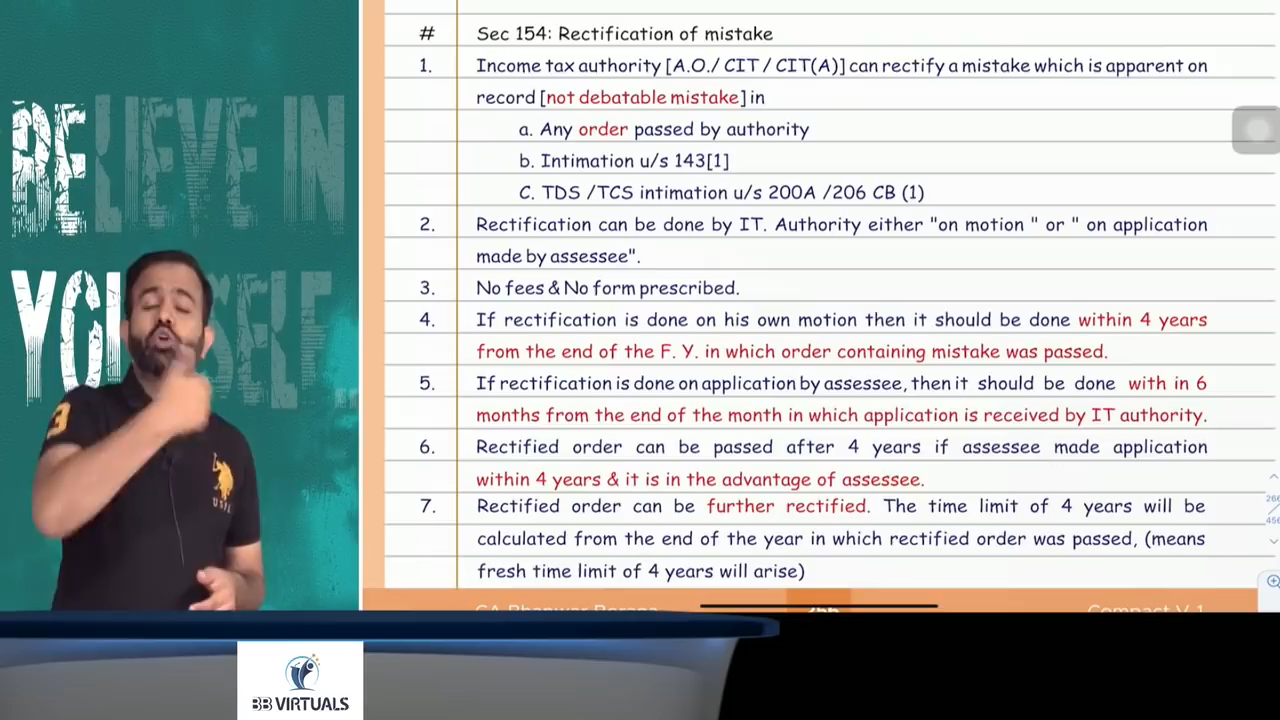 BELIEVE IN
YOURSELF
# Sec 154: Rectification of mistake
1. Income tax authority [A.O./ CIT / CIT(A)] can rectify a mistake which is apparent on
record [not debatable mistake] in
a. Any order passed by authority
b. Intimation u/s 143[1]
C. TDS /TCS intimation u/s 200A /206 CB (1)
2. Rectification can be done by IT. Authority either "on motion " or " on application
made by assessee".
3. No fees & No form prescribed.
4. If rectification is done on his own motion then it should be done within 4 years
from the end of the F. Y. in which order containing mistake was passed.
5. If rectification is done on application by assessee, then it should be done with in 6
months from the end of the month in which application is received by IT authority.
6. Rectified order can be passed after 4 years if assessee made application
within 4 years & it is in the advantage of assessee.
7. Rectified order can be further rectified. The time limit of 4 years will be
calculated from the end of the year in which rectified order was passed, (means
fresh time limit of 4 years will arise)
CA Bhanwar Borana 266 Compact V-1
BB VIRTUALS